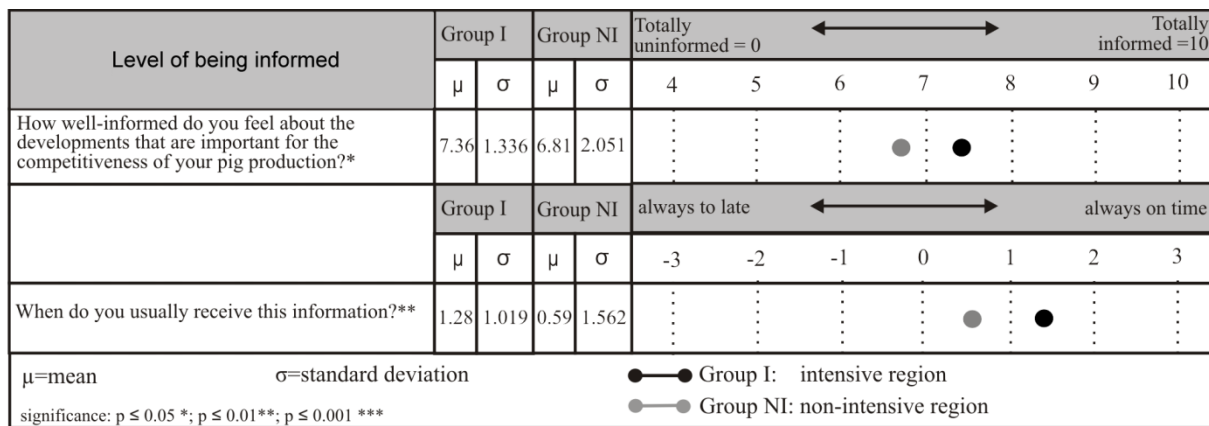 Level of being informed
Group I Group NI
Totally uninformed = 0
Totally informed =10
μ σ μ σ 4 5 6 7 8 9 10
How well-informed do you feel about the
developments that are important for the
competitiveness of your pig production?*
7.36 1.336 6.81 2.051
Group I Group NI always to late always on time
μ σ μ σ -3 -2 -1 0 1 2 3
When do you usually receive this information?** 1.28 1.019 0.59 1.562
μ=mean σ=standard deviation Group I: intensive region
significance: p ≤ 0.05 *; p ≤ 0.01**; p ≤ 0.001 *** Group NI: non-intensive region